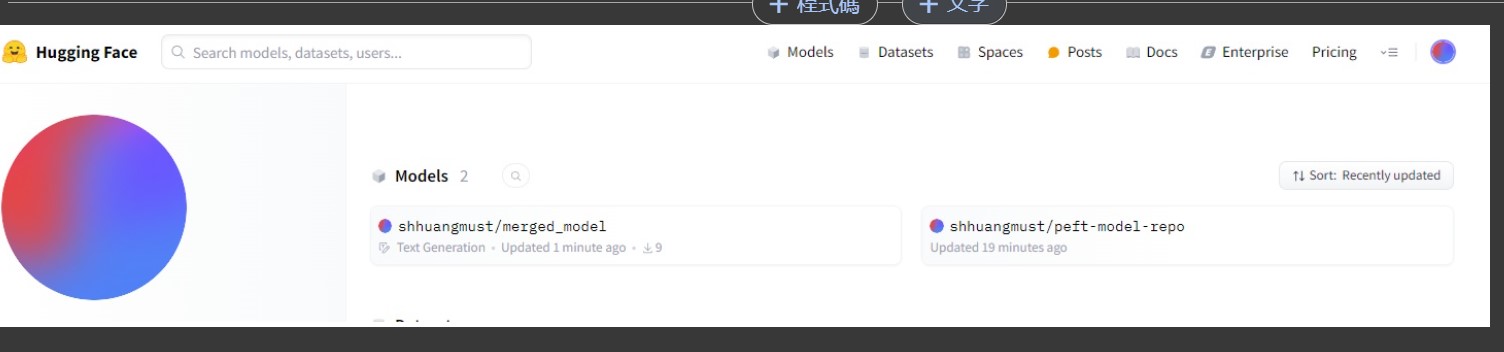 程式碼 文字
Hugging Face Search models, datasets, users... Models Datasets Spaces Posts Docs Enterprise Pricing
Models 2 Sort: Recently updated
shhuangmust/merged_model shhuangmust/peft-model-repo
Text Generation • Updated 1 minute ago • 9 Updated 19 minutes ago